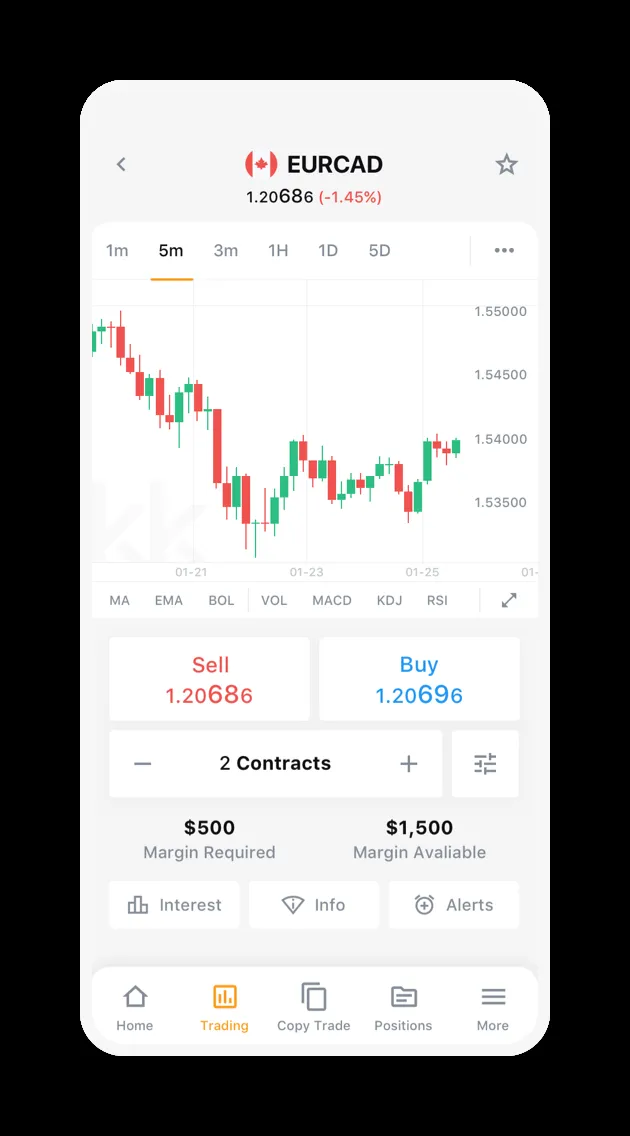 EURCAD
1.20686 (-1.45%)
1m 5m 3m 1H 1D 5D
1.55000
1.54500
1.54000
1.53500
01-21 01-23 01-25 01-
MA EMA BOL VOL MACD KDJ RSI
Sell Buy
1.20686 1.20696
2 Contracts
$500 $1,500
Margin Required Margin Avaliable
Interest Info Alerts
Home Trading Copy Trade Positions More